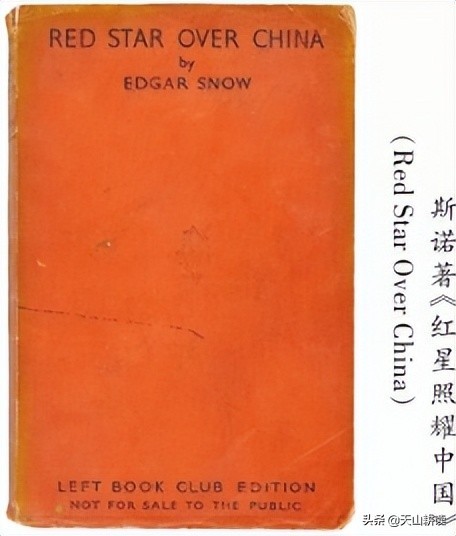 RED STAR OVER CHINA
by
EDGAR SNOW
LEFT BOOK CLUB EDITION
NOT FOR SALE TO THE PUBLIC
斯诺著《红星照耀中国》
(Red Star Over China)
头条 @天山耕墨